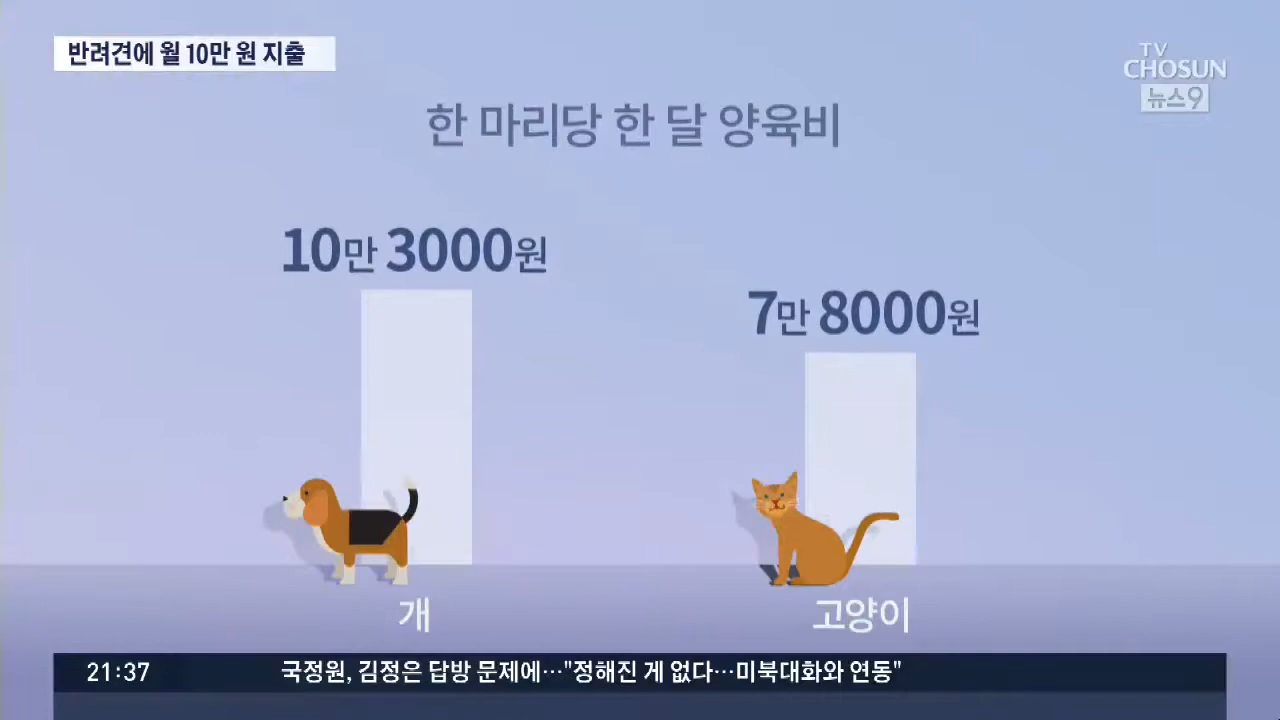 반려견에 월 10만 원 지출
TV
CHOSUN
뉴스9
한 마리당 한 달 양육비
10만 3000원
7만 8000원
개
고양이
21:37 국정원, 김정은 답방 문제에…"정해진 게 없다…미북대화와 연동"